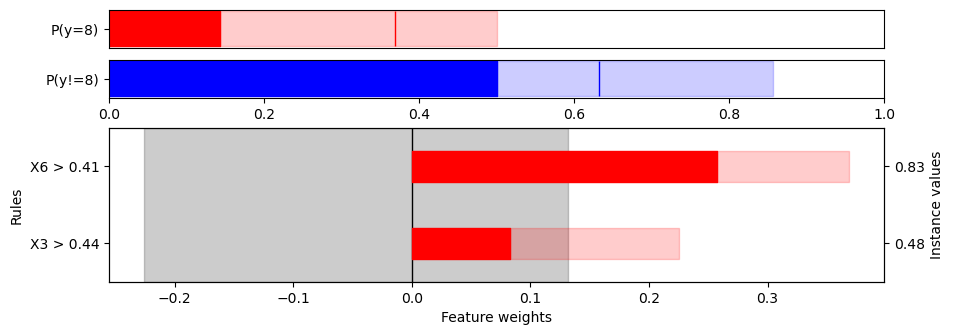 P(y=8)
P(y!=8)
0.0 0.2 0.4 0.6 0.8 1.0
X6 > 0.41 0.83
X3 > 0.44 0.48
Rules
Instance values
−0.2 −0.1 0.0 0.1 0.2 0.3
Feature weights